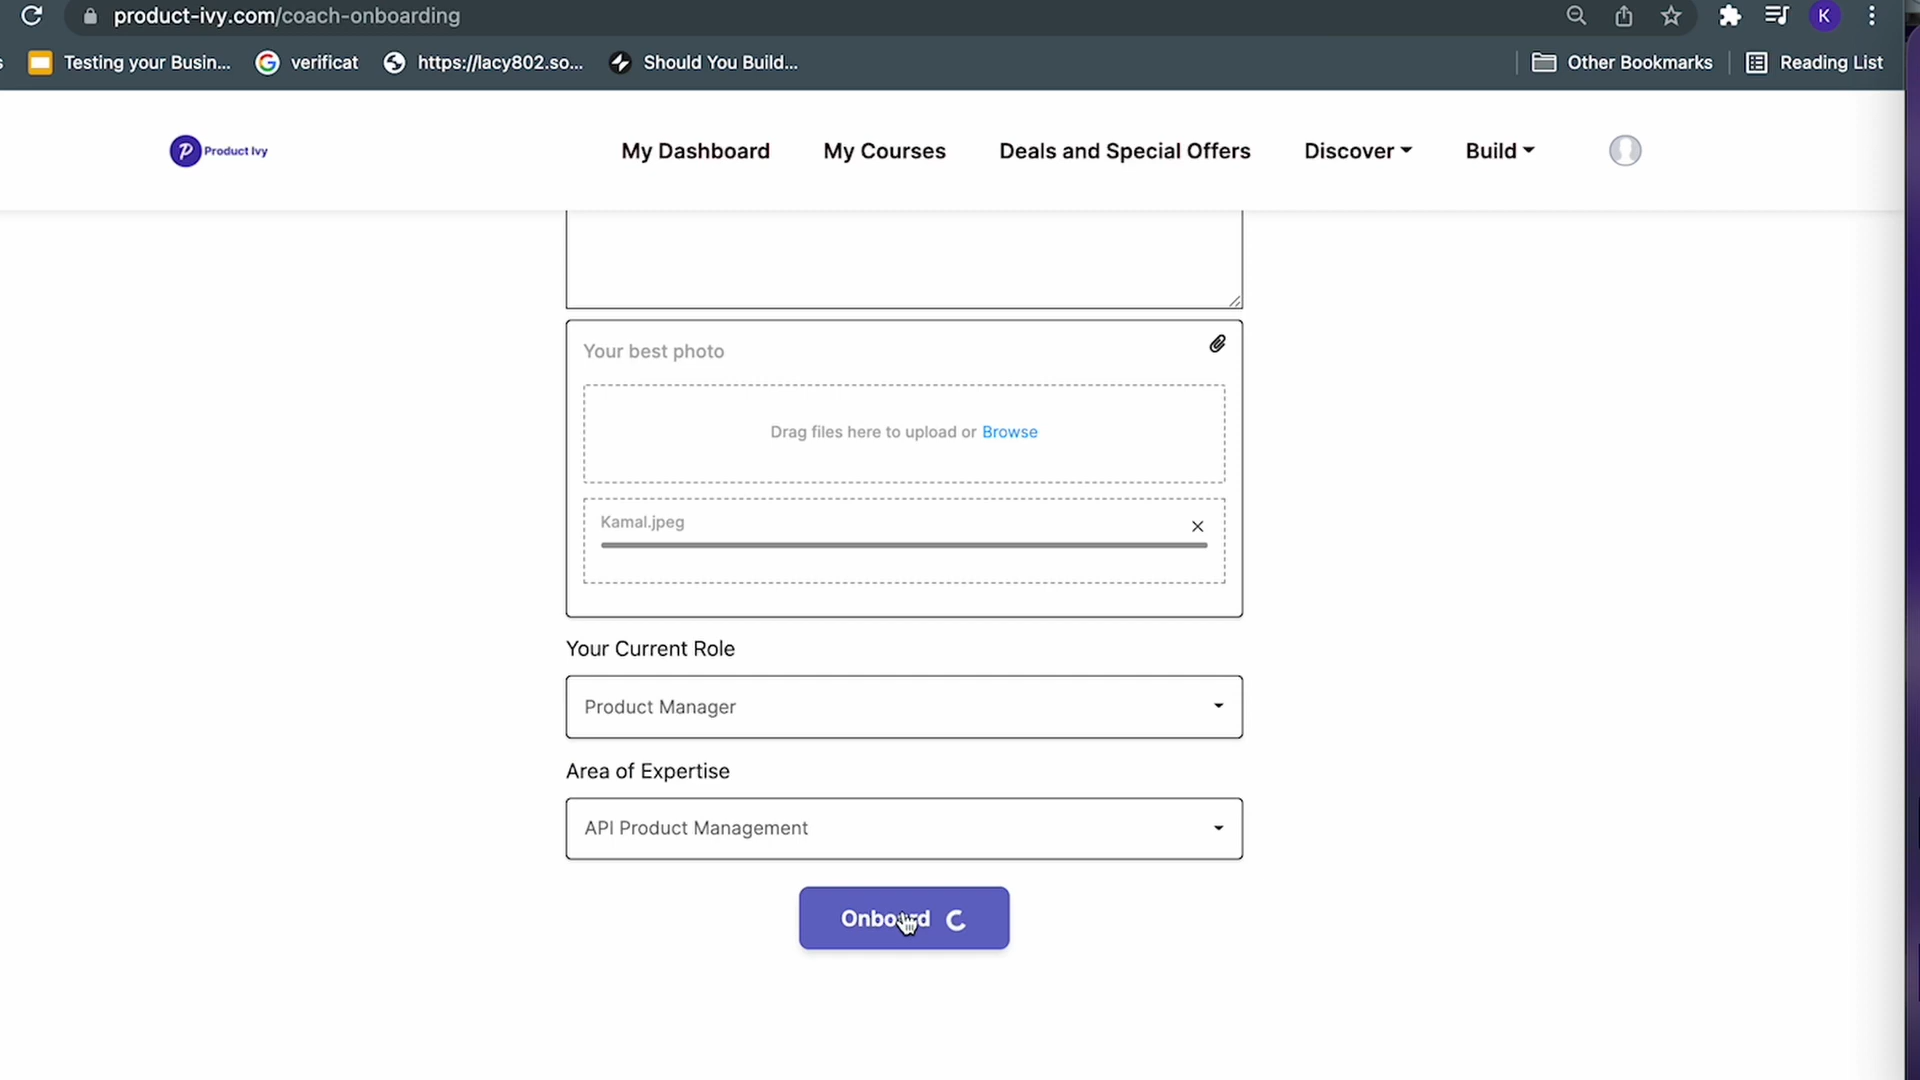 product-ivy.com/coach-onboarding
K
s Testing your Busin... verificat https://lacy802.so... Should You Build... Other Bookmarks Reading List
P Product Ivy My Dashboard My Courses Deals and Special Offers Discover Build
Your best photo
Drag files here to upload or Browse
Kamal.jpeg
Your Current Role
Product Manager
Area of Expertise
API Product Management
Onboard